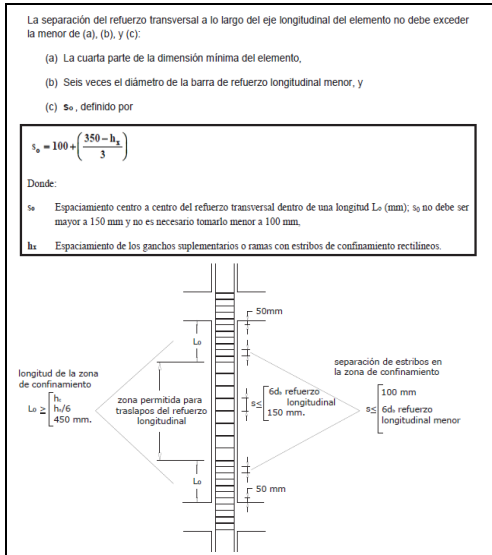 La separación del refuerzo transversal a lo largo del eje longitudinal del elemento no debe exceder
la menor de (a), (b), y (c):
(a) La cuarta parte de la dimensión mínima del elemento,
(b) Seis veces el diámetro de la barra de refuerzo longitudinal menor, y
(c) so, definido por
s₀ = 100 + ( (350 − hₓ) / 3 )
Donde:
so Espaciamiento centro a centro del refuerzo transversal dentro de una longitud Lo (mm); s0 no debe ser
mayor a 150 mm y no es necesario tomarlo menor a 100 mm,
hx Espaciamiento de los ganchos suplementarios o ramas con estribos de confinamiento rectilíneos.
50mm
Lo
longitud de la zona
de confinamiento
Lo ≥
hc
hn/6
450 mm.
zona permitida para
traslapos del refuerzo
longitudinal
s≤
6db refuerzo
longitudinal
150 mm.
separación de estribos en
la zona de confinamiento
s≤
100 mm
6db refuerzo
longitudinal menor
Lo
50 mm